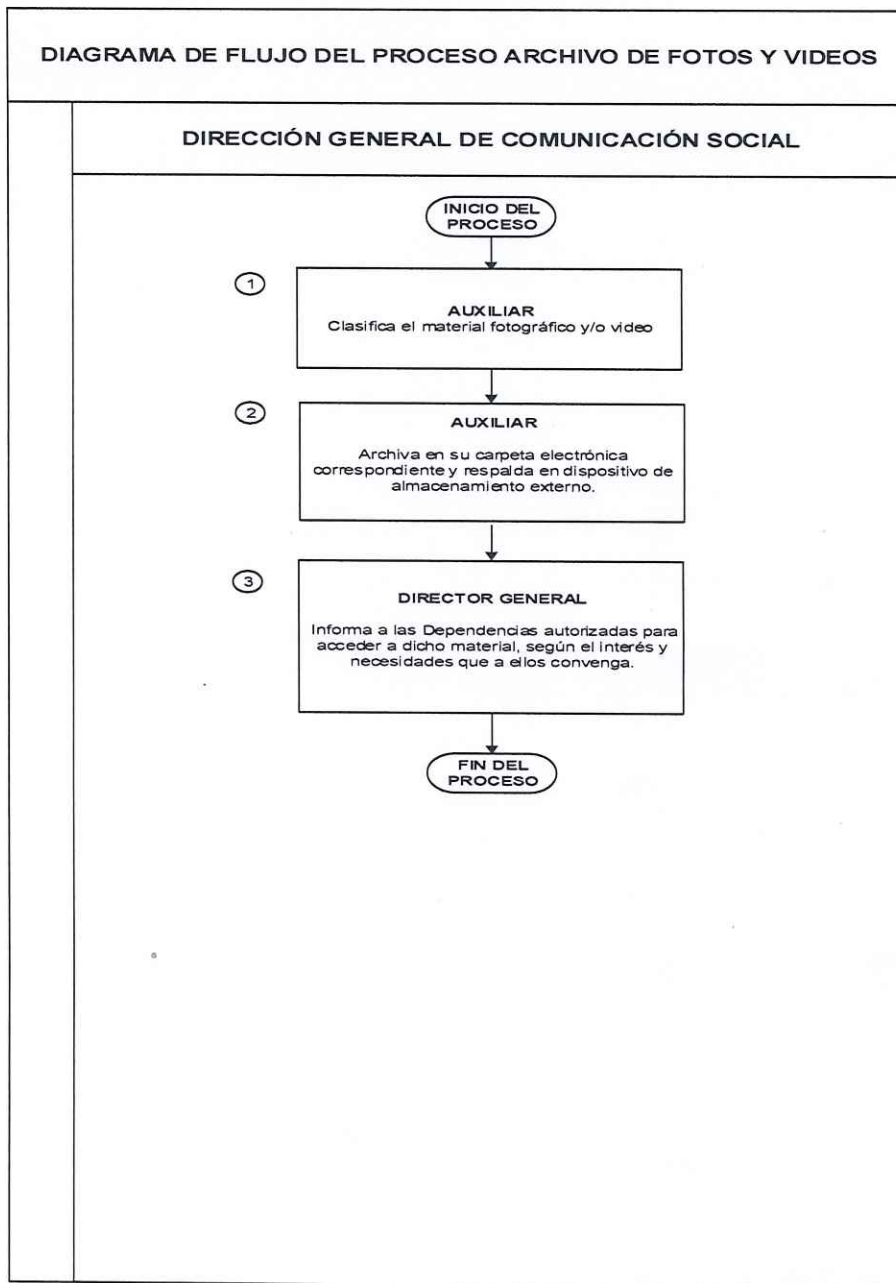 DIAGRAMA DE FLUJO DEL PROCESO ARCHIVO DE FOTOS Y VIDEOS
DIRECCIÓN GENERAL DE COMUNICACIÓN SOCIAL
INICIO DEL
PROCESO
1
AUXILIAR
Clasifica el material fotográfico y/o video
2
AUXILIAR
Archiva en su carpeta electrónica
correspondiente y respalda en dispositivo de
almacenamiento externo.
3
DIRECTOR GENERAL
Informa a las Dependencias autorizadas para
acceder a dicho material, según el interés y
necesidades que a ellos convenga.
FIN DEL
PROCESO